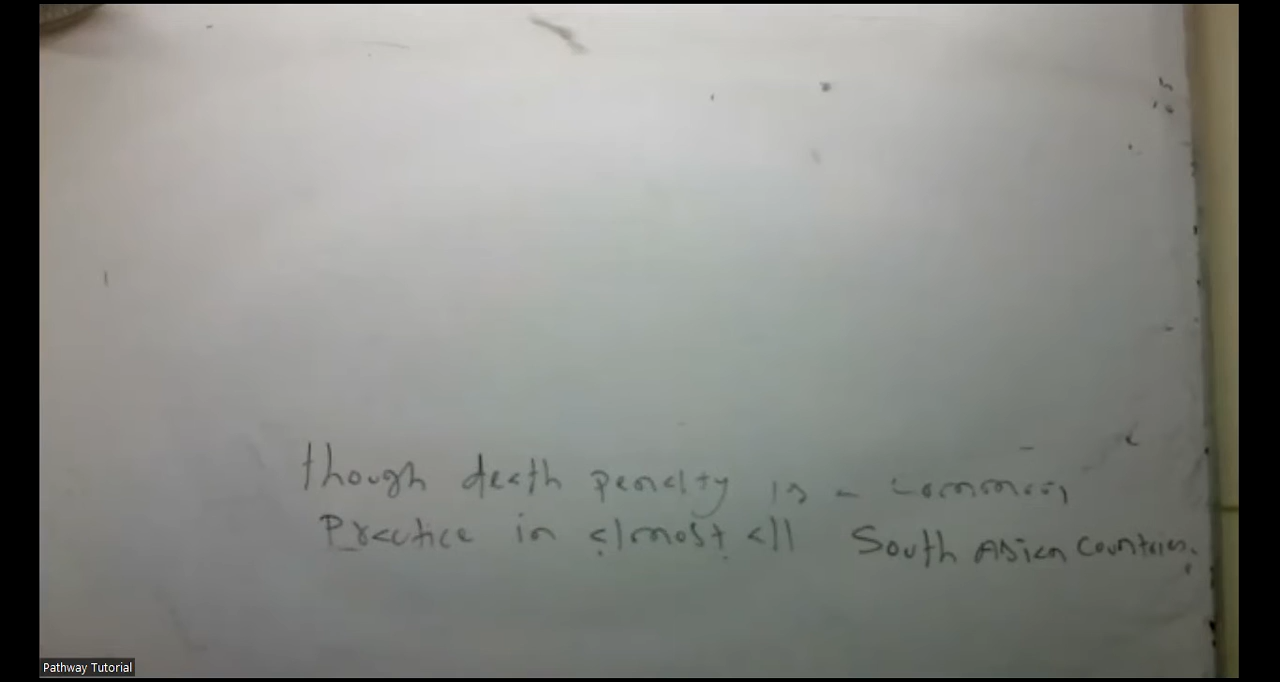 though death penalty is a common
Practice in almost all South Asian Countries.
Pathway Tutorial